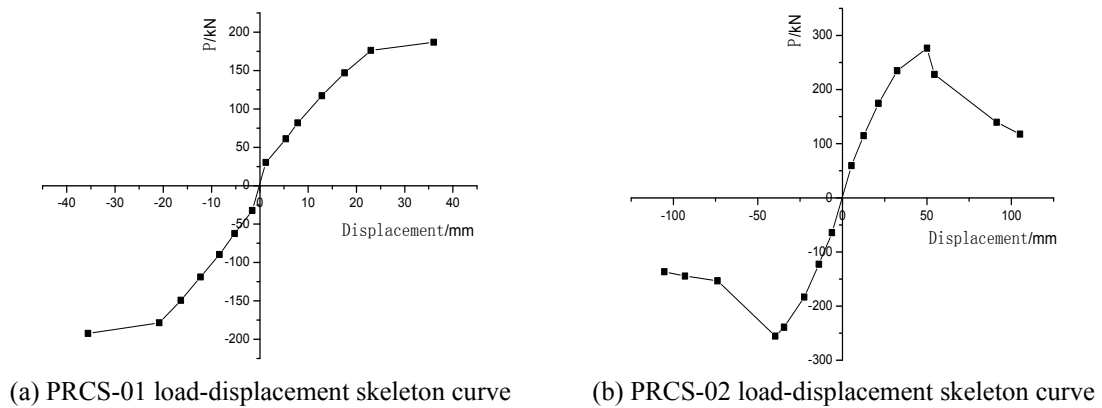 P/kN
200
150
100
50
0
-50
-100
-150
-200
-40 -30 -20 -10 0 10 20 30 40
Displacement/mm
(a) PRCS-01 load-displacement skeleton curve
P/kN
300
200
100
0
-100
-200
-300
-100 -50 0 50 100
Displacement/mm
(b) PRCS-02 load-displacement skeleton curve